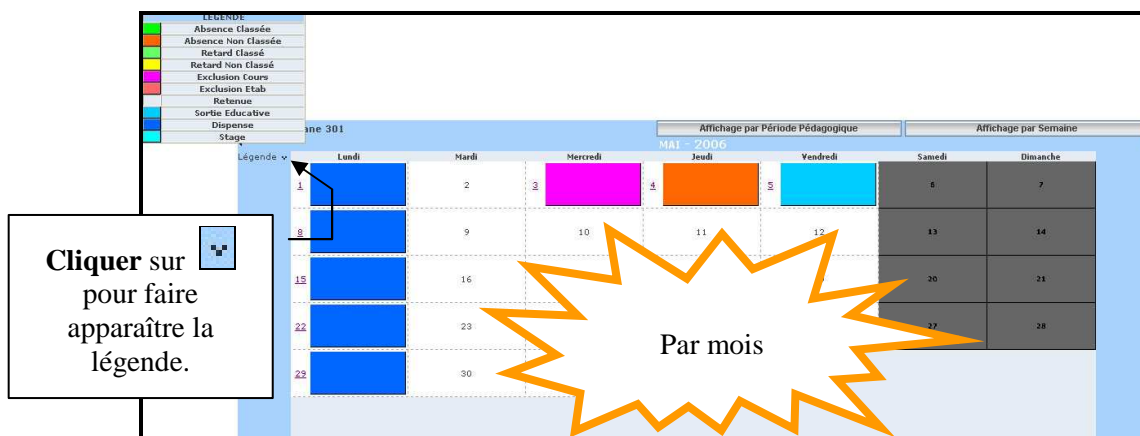 LEGENDE
Absence Classée
Absence Non Classée
Retard Classé
Retard Non Classé
Exclusion Cours
Exclusion Etab
Retenue
Sortie Educative
Dispense
Stage
ane 301
Affichage par Période Pédagogique
Affichage par Semaine
MAI - 2006
Légende
Lundi Mardi Mercredi Jeudi Vendredi Samedi Dimanche
1 2 3 4 5 6 7
8 9 10 11 12 13 14
15 16 20 21
22 23 27 28
29 30
Cliquer sur
pour faire
apparaître la
légende.
Par mois